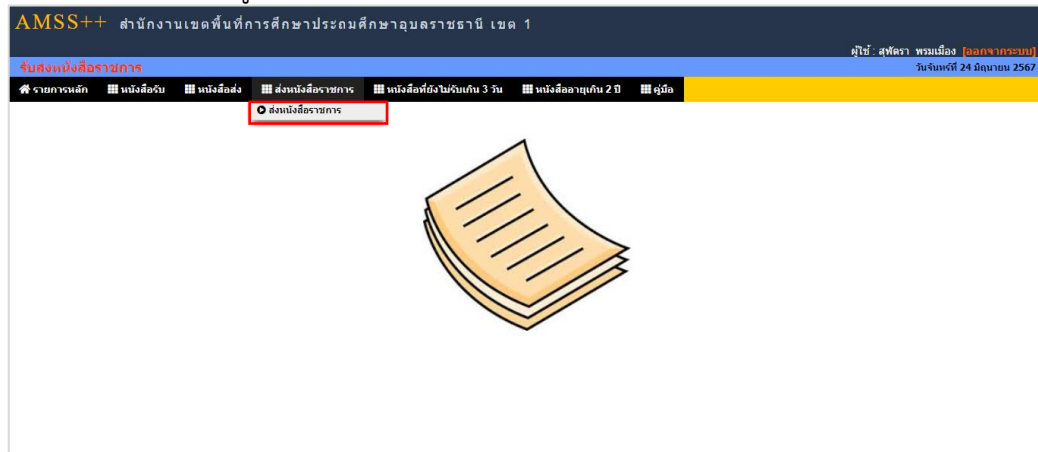 AMSS++ สำนักงานเขตพื้นที่การศึกษาประถมศึกษาอุบลราชธานี เขต 1
ผู้ใช้ : สุพัตรา พรมเมือง [ออกจากระบบ]
รับส่งหนังสือราชการ
วันจันทร์ที่ 24 มิถุนายน 2567
รายการหลัก หนังสือรับ หนังสือส่ง ส่งหนังสือราชการ หนังสือที่ยังไม่รับเกิน 3 วัน หนังสืออายุเกิน 2 ปี คู่มือ
ส่งหนังสือราชการ